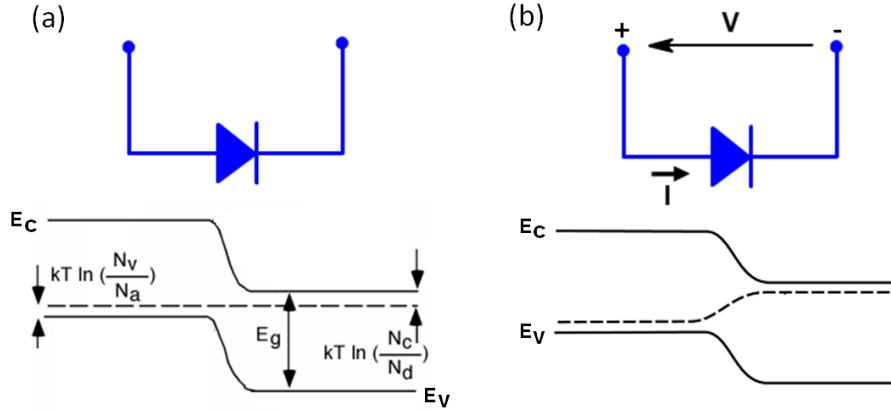 (a)
(b)
+
V
-
I
E_C
kT ln (N_V/N_a)
E_g
kT ln (N_c/N_d)
E_V
E_C
E_V